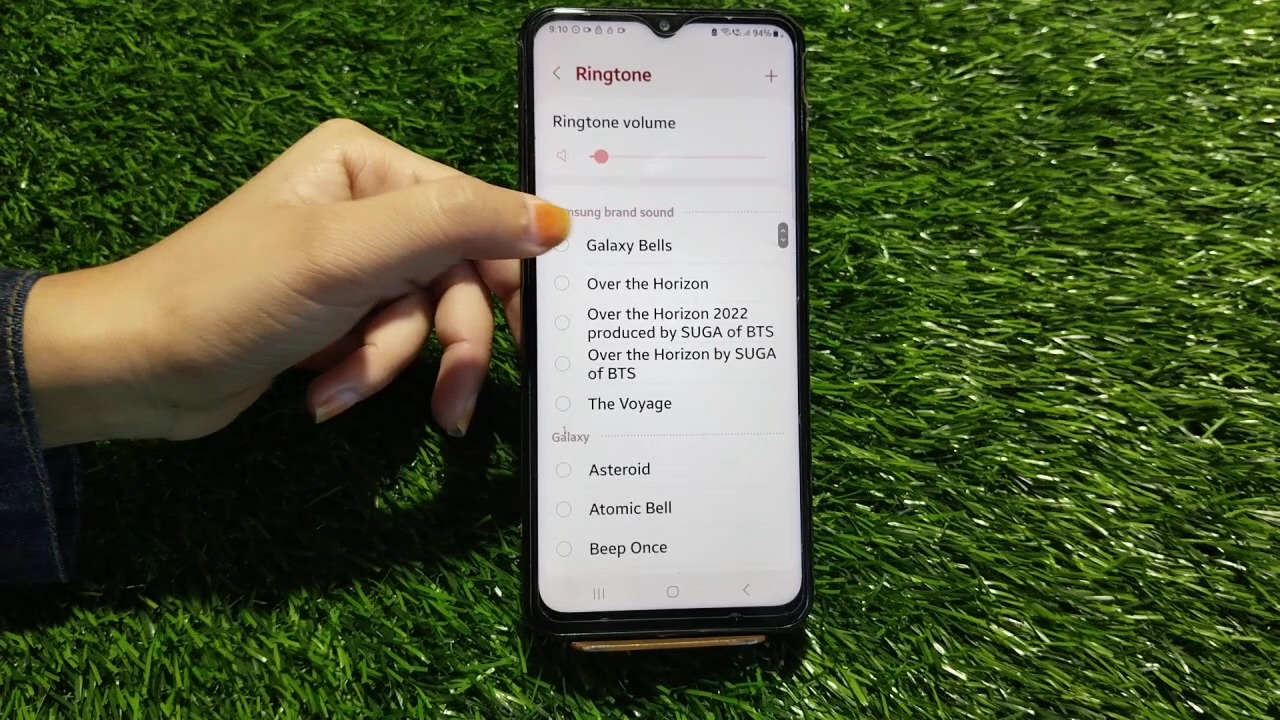 9:10 94%
Ringtone
Ringtone volume
nsung brand sound
Galaxy Bells
Over the Horizon
Over the Horizon 2022
produced by SUGA of BTS
Over the Horizon by SUGA
of BTS
The Voyage
Galaxy
Asteroid
Atomic Bell
Beep Once